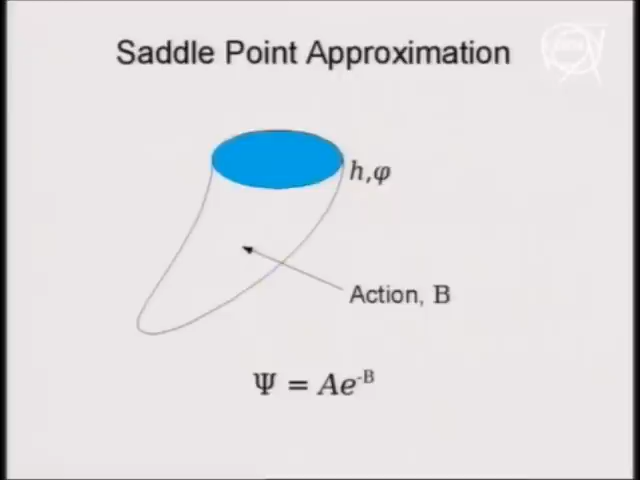 Saddle Point Approximation
h,φ
Action, B
Ψ = Ae⁻ᴮ